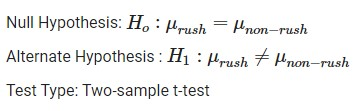 Null Hypothesis: Hₒ : μ_rush = μ_non−rush
Alternate Hypothesis : H₁ : μ_rush ≠ μ_non−rush
Test Type: Two-sample t-test